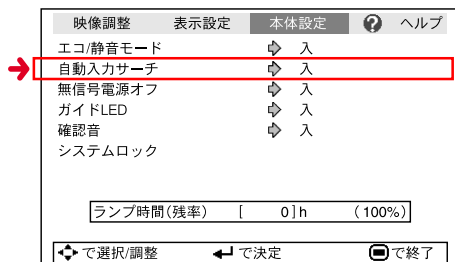 映像調整 表示設定 本体設定 ? ヘルプ
エコ/静音モード 入
自動入力サーチ 入
無信号電源オフ 入
ガイドLED 入
確認音 入
システムロック
ランプ時間(残率) [ 0]h (100%)
で選択/調整 で決定 で終了